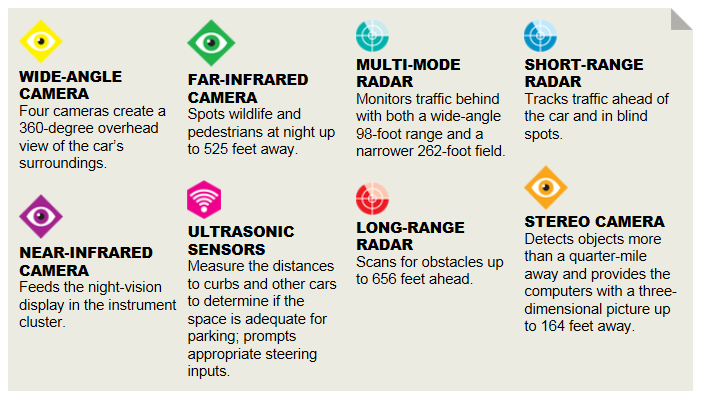 WIDE-ANGLE
CAMERA
Four cameras create a
360-degree overhead
view of the car's
surroundings.
FAR-INFRARED
CAMERA
Spots wildlife and
pedestrians at night up
to 525 feet away.
MULTI-MODE
RADAR
Monitors traffic behind
with both a wide-angle
98-foot range and a
narrower 262-foot field.
SHORT-RANGE
RADAR
Tracks traffic ahead of
the car and in blind
spots.
NEAR-INFRARED
CAMERA
Feeds the night-vision
display in the instrument
cluster.
ULTRASONIC
SENSORS
Measure the distances
to curbs and other cars
to determine if the
space is adequate for
parking; prompts
appropriate steering
inputs.
LONG-RANGE
RADAR
Scans for obstacles up
to 656 feet ahead.
STEREO CAMERA
Detects objects more
than a quarter-mile
away and provides the
computers with a three-
dimensional picture up
to 164 feet away.